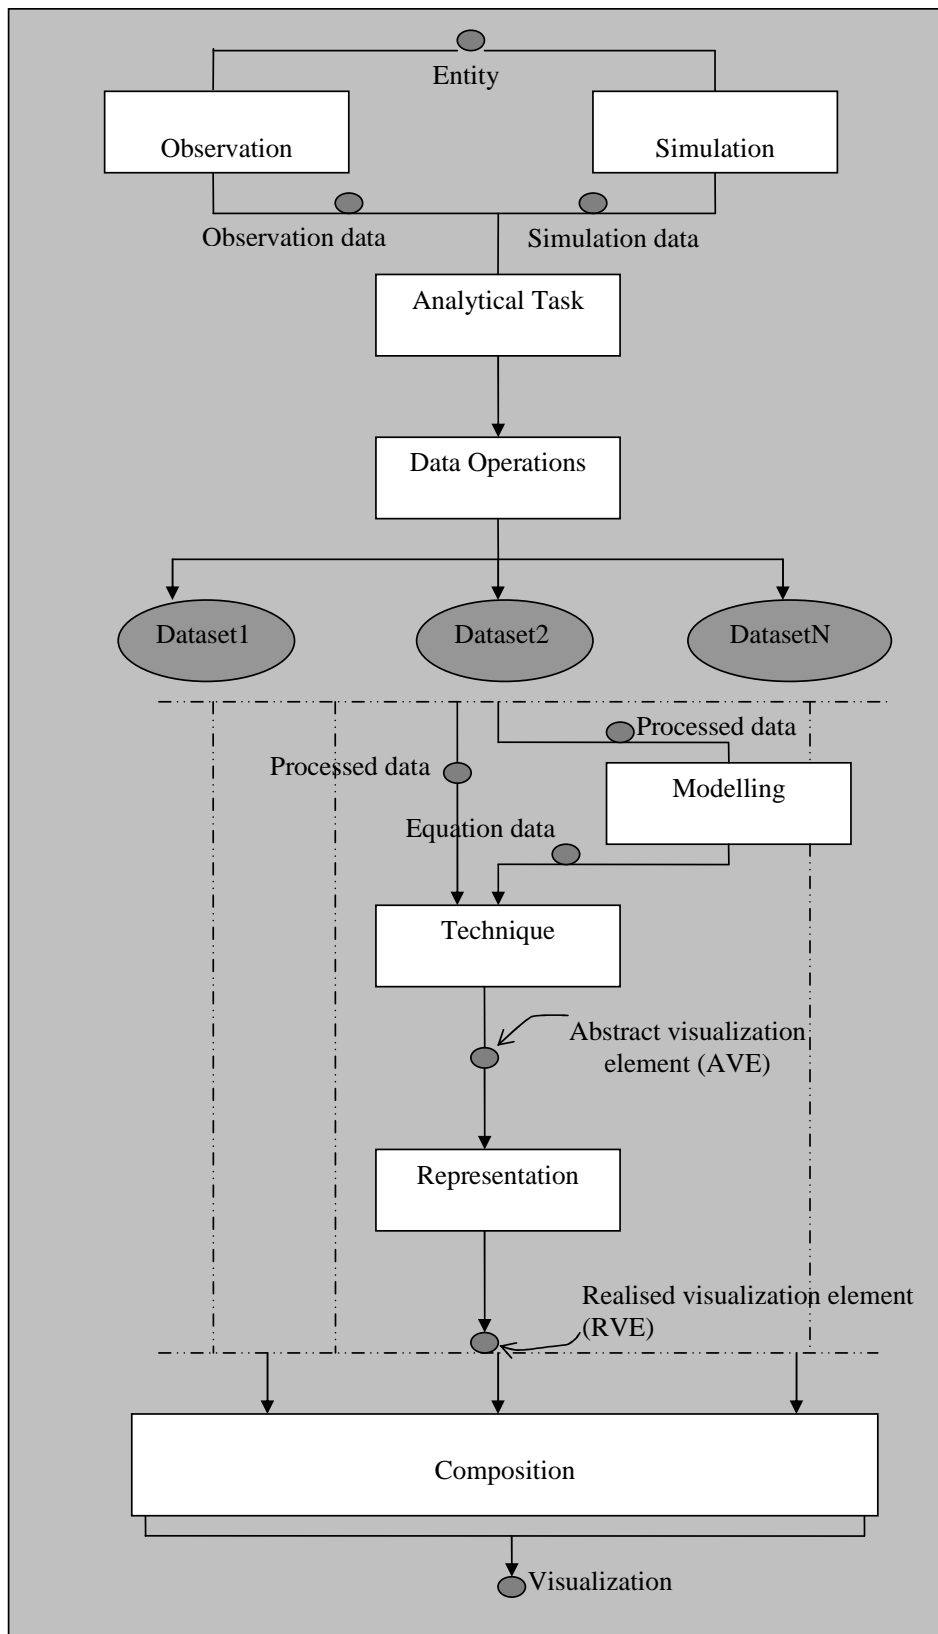 Entity
Observation
Simulation
Observation data
Simulation data
Analytical Task
Data Operations
Dataset1
Dataset2
DatasetN
Processed data
Processed data
Modelling
Equation data
Technique
Abstract visualization
element (AVE)
Representation
Realised visualization element
(RVE)
Composition
Visualization